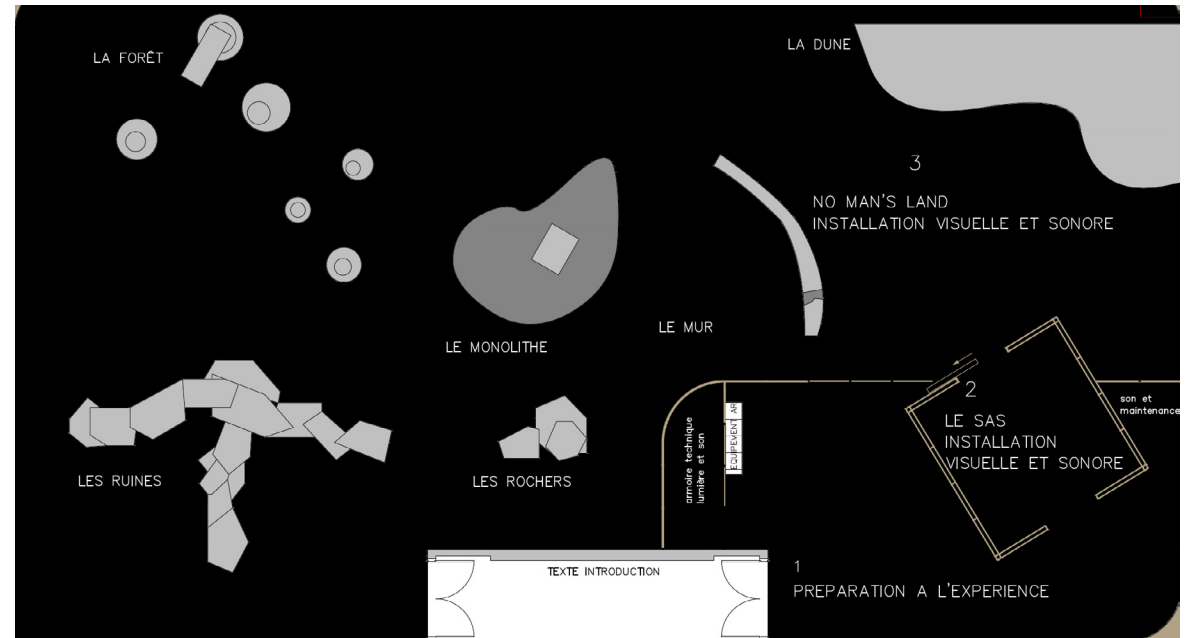 LA FORÊT
LA DUNE
3
NO MAN'S LAND
INSTALLATION VISUELLE ET SONORE
LE MUR
LE MONOLITHE
2
LE SAS
INSTALLATION
VISUELLE ET SONORE
son et
maintenance
armoire technique
lumière et son
EQUIPEMENT AR
LES RUINES
LES ROCHERS
TEXTE INTRODUCTION
1
PREPARATION A L'EXPERIENCE